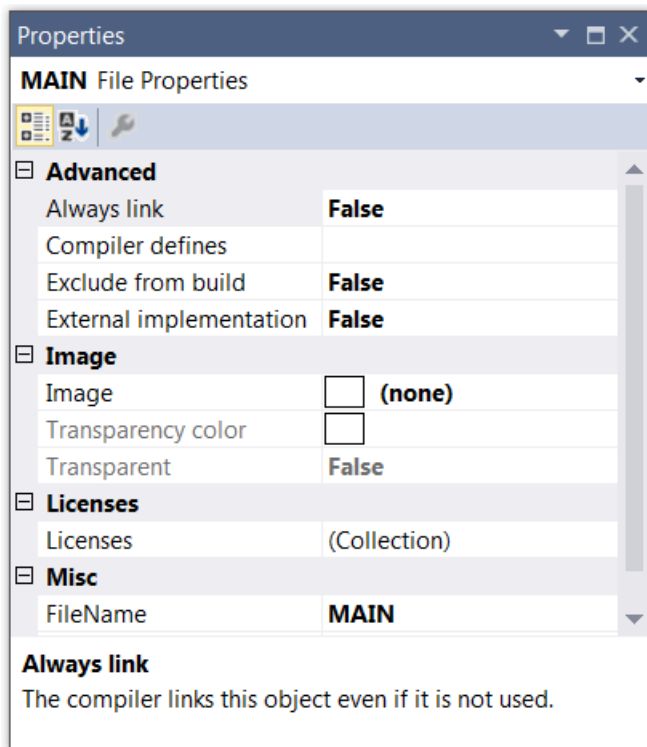 Properties
MAIN File Properties
Advanced
Always link False
Compiler defines
Exclude from build False
External implementation False
Image
Image (none)
Transparency color
Transparent False
Licenses
Licenses (Collection)
Misc
FileName MAIN
Always link
The compiler links this object even if it is not used.